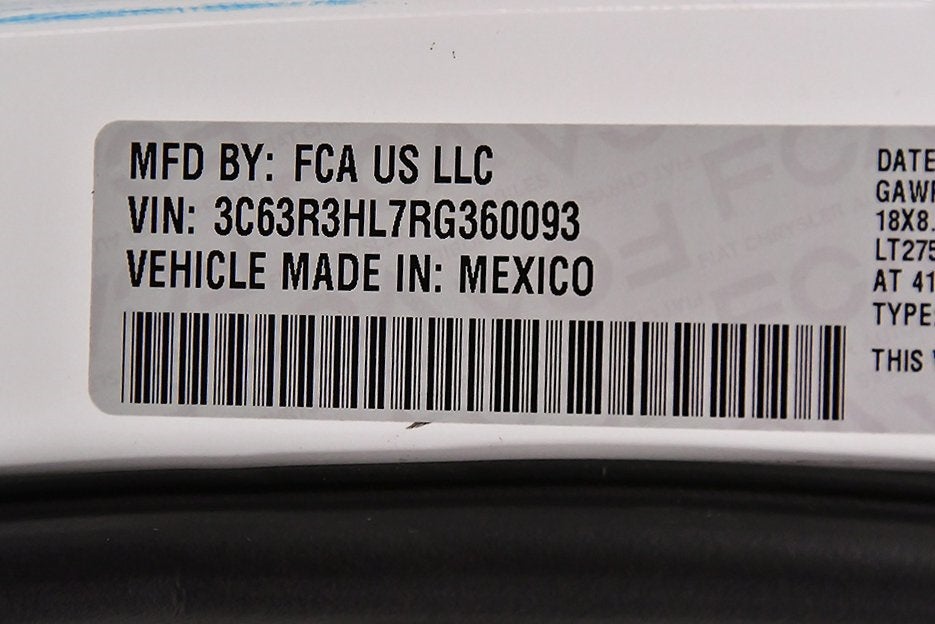 MFD BY: FCA US LLC
VIN: 3C63R3HL7RG360093
VEHICLE MADE IN: MEXICO
DATE
GAWR
18X8.
LT275
AT 41
TYPE:
THIS